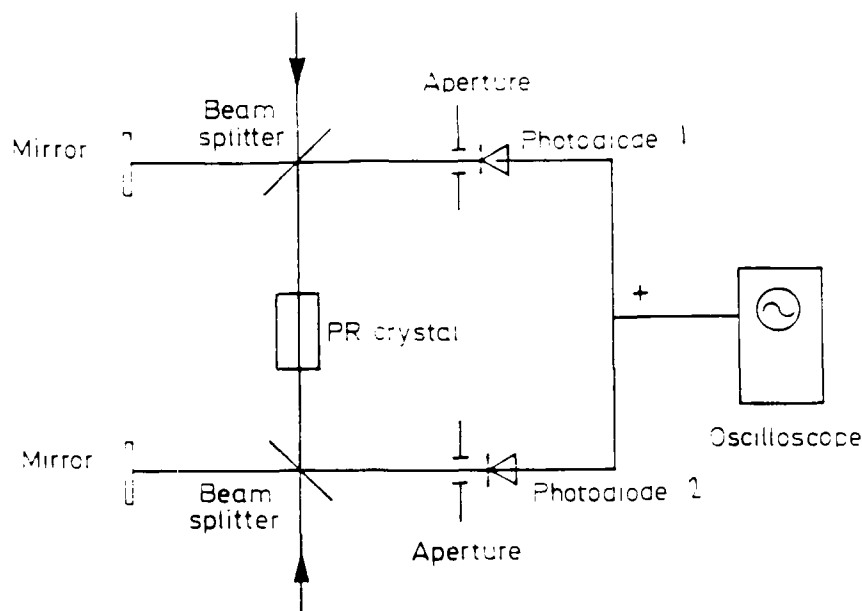 Aperture
Beam
splitter
Mirror
Photodiode 1
+
PR crystal
Oscilloscope
Mirror
Beam
splitter
Photodiode 2
Aperture